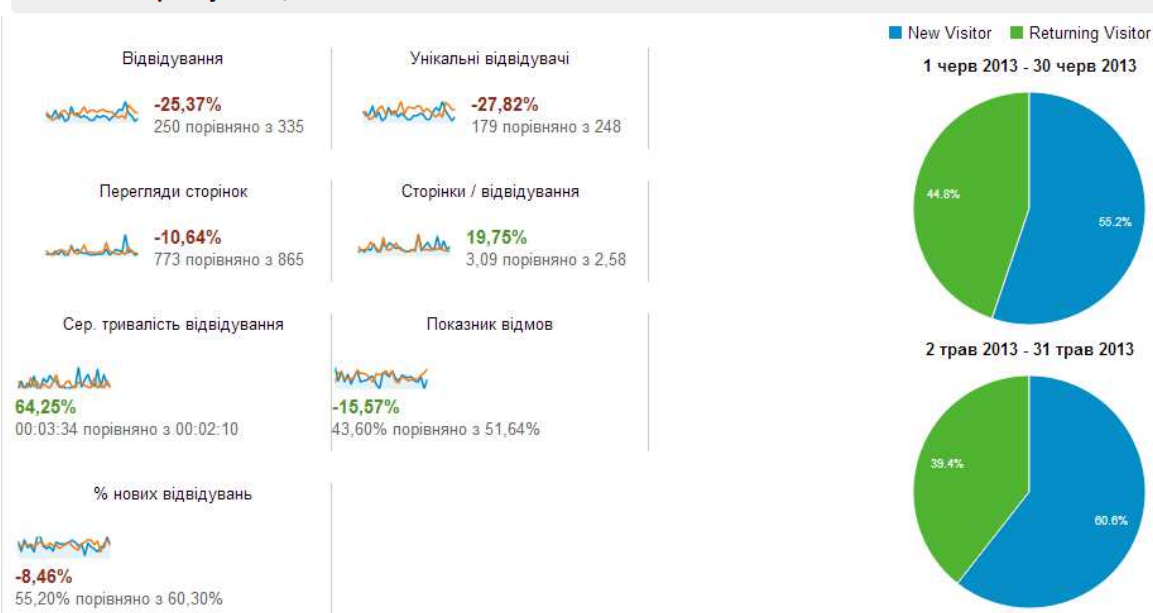 Відвідування
-25,37%
250 порівняно з 335
Унікальні відвідувачі
-27,82%
179 порівняно з 248
Перегляди сторінок
-10,64%
773 порівняно з 865
Сторінки / відвідування
19,75%
3,09 порівняно з 2,58
Сер. тривалість відвідування
64,25%
00:03:34 порівняно з 00:02:10
Показник відмов
-15,57%
43,60% порівняно з 51,64%
% нових відвідувань
-8,46%
55,20% порівняно з 60,30%
New Visitor Returning Visitor
1 черв 2013 - 30 черв 2013
44.8%
55.2%
2 трав 2013 - 31 трав 2013
39.4%
60.6%